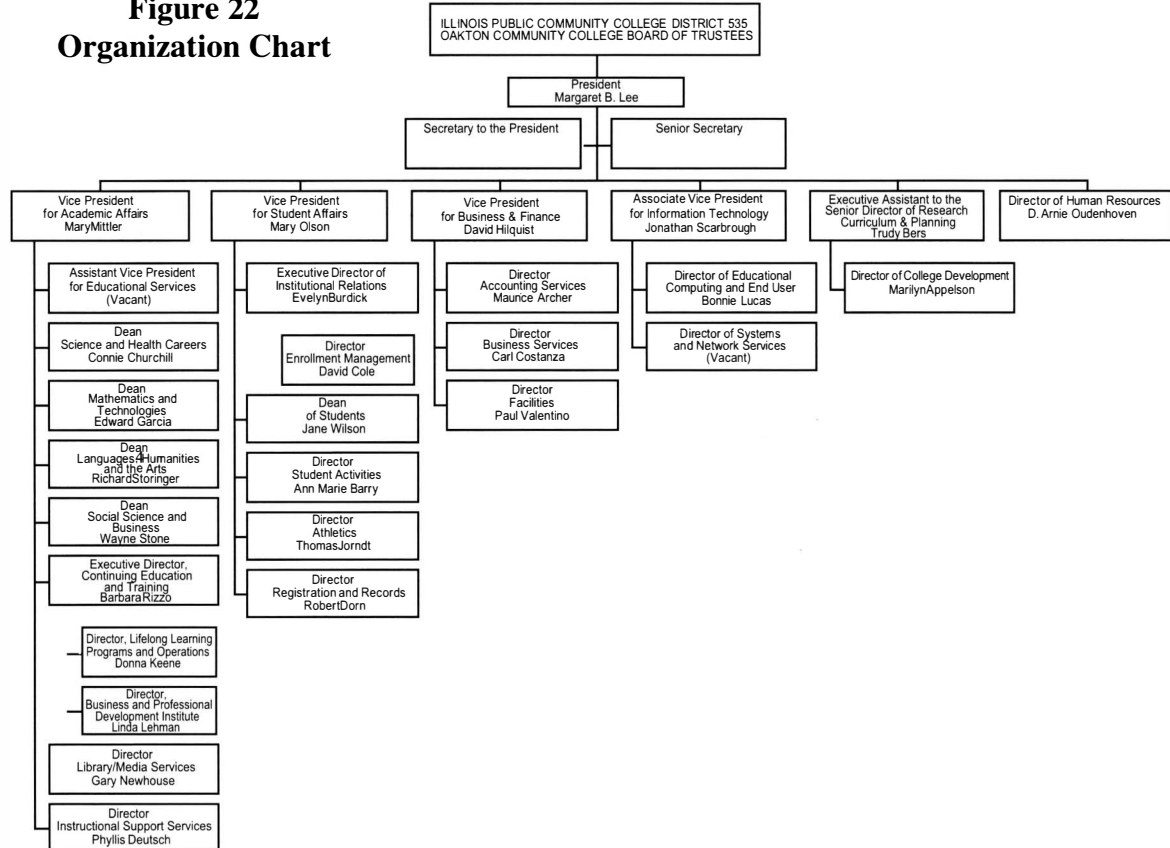 Figure 22
Organization Chart
ILLINOIS PUBLIC COMMUNITY COLLEGE DISTRICT 535
OAKTON COMMUNITY COLLEGE BOARD OF TRUSTEES
President
Margaret B. Lee
Secretary to the President
Senior Secretary
Vice President
for Academic Affairs
MaryMittler
Vice President
for Student Affairs
Mary Olson
Vice President
for Business & Finance
David Hilquist
Associate Vice President
for Information Technology
Jonathan Scarbrough
Executive Assistant to the
Senior Director of Research
Curriculum & Planning
Trudy Bers
Director of Human Resources
D. Arnie Oudenhoven
Assistant Vice President
for Educational Services
(Vacant)
Dean
Science and Health Careers
Connie Churchill
Dean
Mathematics and
Technologies
Edward Garcia
Dean
Languages Humanities
and the Arts
RichardStoringer
Dean
Social Science and
Business
Wayne Stone
Executive Director,
Continuing Education
and Training
BarbaraRizzo
Director, Lifelong Learning
Programs and Operations
Donna Keene
Director,
Business and Professional
Development Institute
Linda Lehman
Director
Library/Media Services
Gary Newhouse
Director
Instructional Support Services
Phyllis Deutsch
Executive Director of
Institutional Relations
EvelynBurdick
Director
Enrollment Management
David Cole
Dean
of Students
Jane Wilson
Director
Student Activities
Ann Marie Barry
Director
Athletics
ThomasJorndt
Director
Registration and Records
RobertDorn
Director
Accounting Services
Maurice Archer
Director
Business Services
Carl Costanza
Director
Facilities
Paul Valentino
Director of Educational
Computing and End User
Bonnie Lucas
Director of Systems
and Network Services
(Vacant)
Director of College Development
MarilynAppelson